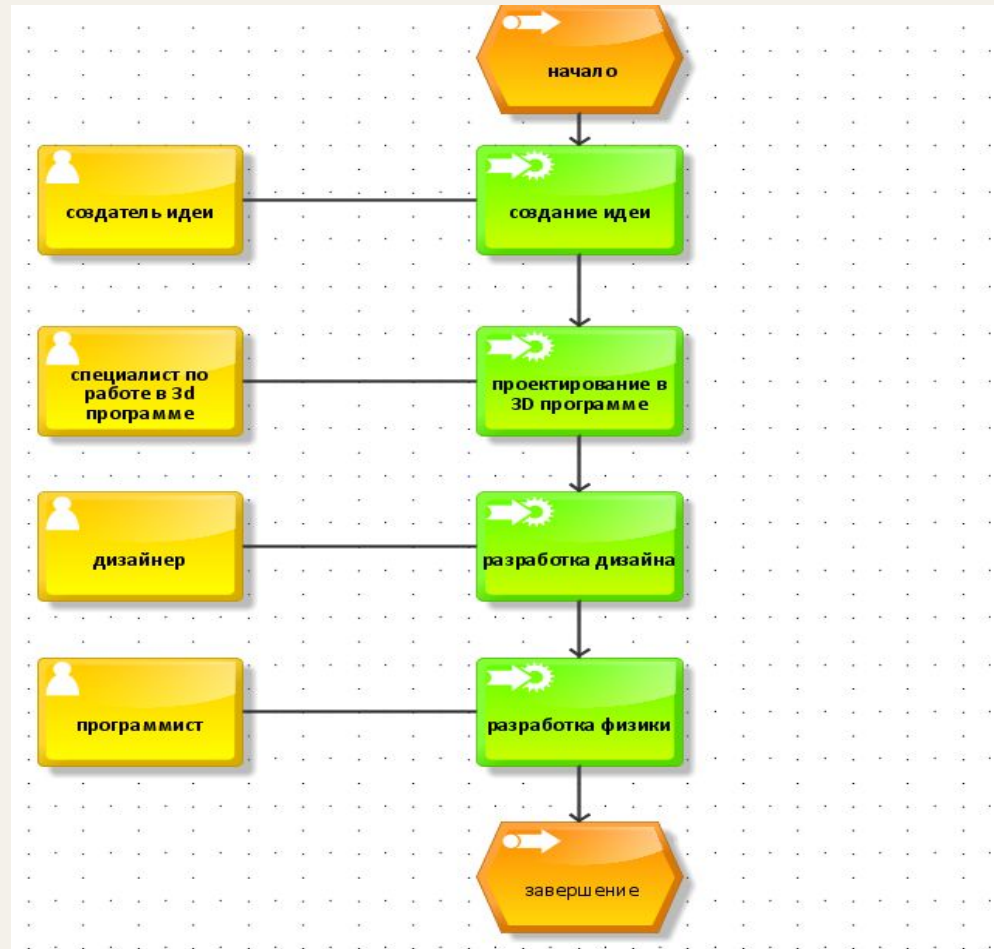 начало
создатель идеи
создание идеи
специалист по
работе в 3d
программе
проектирование в
3D программе
дизайнер
разработка дизайна
программист
разработка физики
завершение